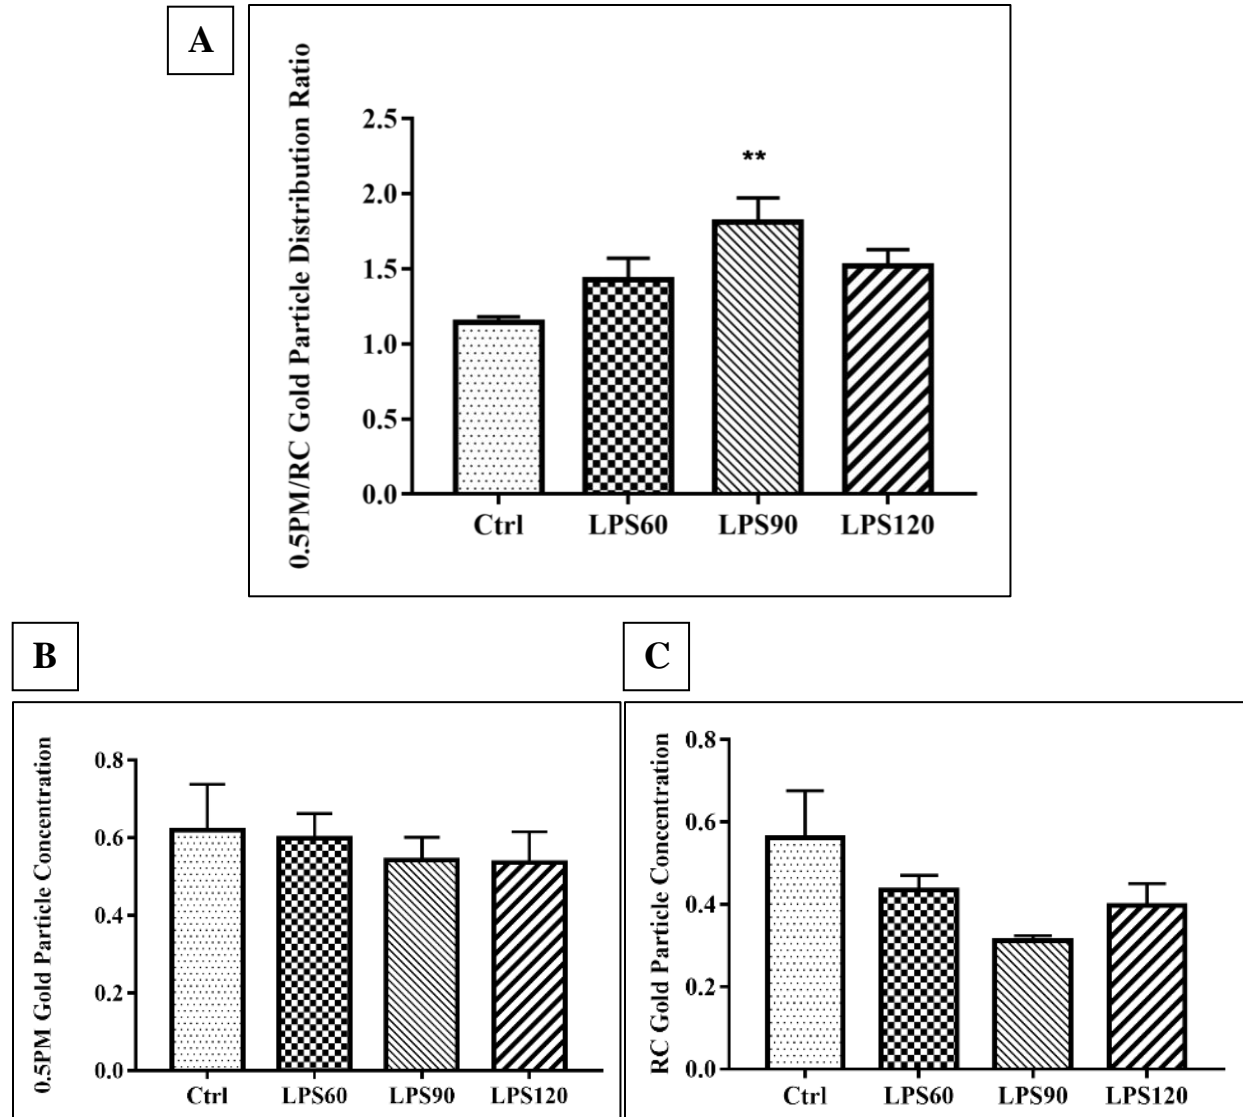 A
0.5PM/RC Gold Particle Distribution Ratio
2.5
**
2.0
1.5
1.0
0.5
0.0
Ctrl LPS60 LPS90 LPS120
B
0.5PM Gold Particle Concentration
0.8
0.6
0.4
0.2
0.0
Ctrl LPS60 LPS90 LPS120
C
RC Gold Particle Concentration
0.8
0.6
0.4
0.2
0.0
Ctrl LPS60 LPS90 LPS120